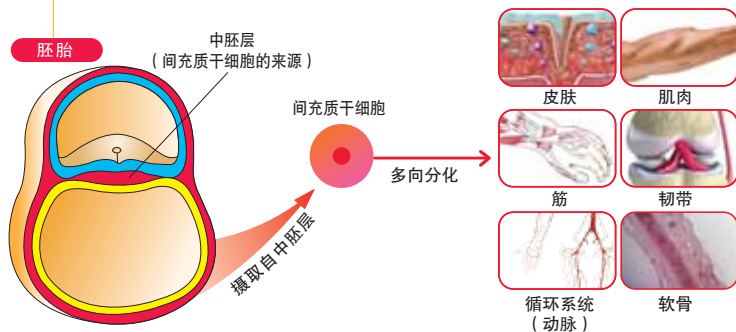 胚胎
中胚层
（间充质干细胞的来源）
间充质干细胞
摄取自中胚层
多向分化
皮肤
肌肉
筋
韧带
循环系统
（动脉）
软骨